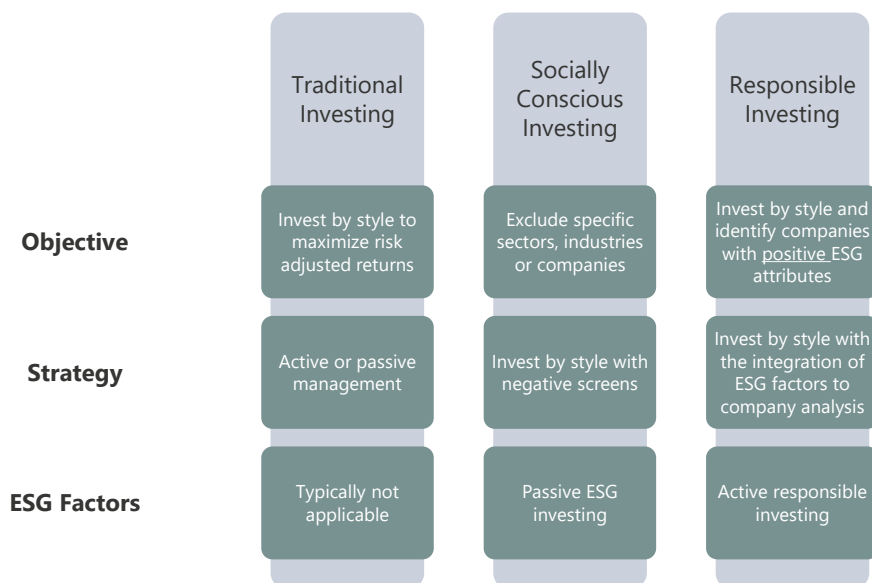 Traditional
Investing
Socially
Conscious
Investing
Responsible
Investing
Objective
Invest by style to
maximize risk
adjusted returns
Exclude specific
sectors, industries
or companies
Invest by style and
identify companies
with positive ESG
attributes
Strategy
Active or passive
management
Invest by style with
negative screens
Invest by style with
the integration of
ESG factors to
company analysis
ESG Factors
Typically not
applicable
Passive ESG
investing
Active responsible
investing